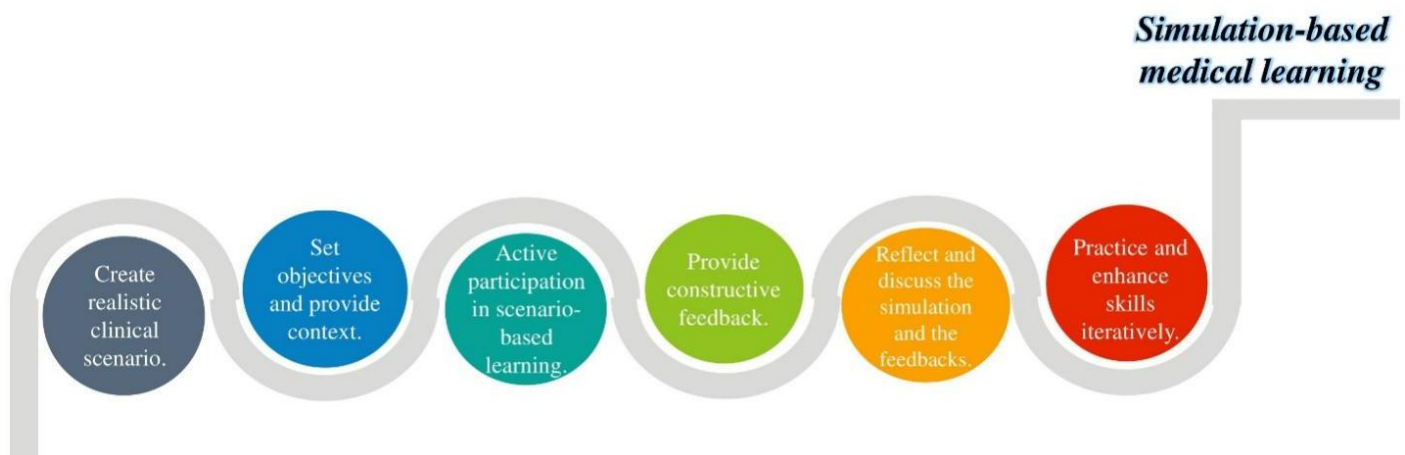 Simulation-based
medical learning
Create
realistic
clinical
scenario.
Set
objectives
and provide
context.
Active
participation
in scenario-
based
learning.
Provide
constructive
feedback.
Reflect and
discuss the
simulation
and the
feedbacks.
Practice and
enhance
skills
iteratively.